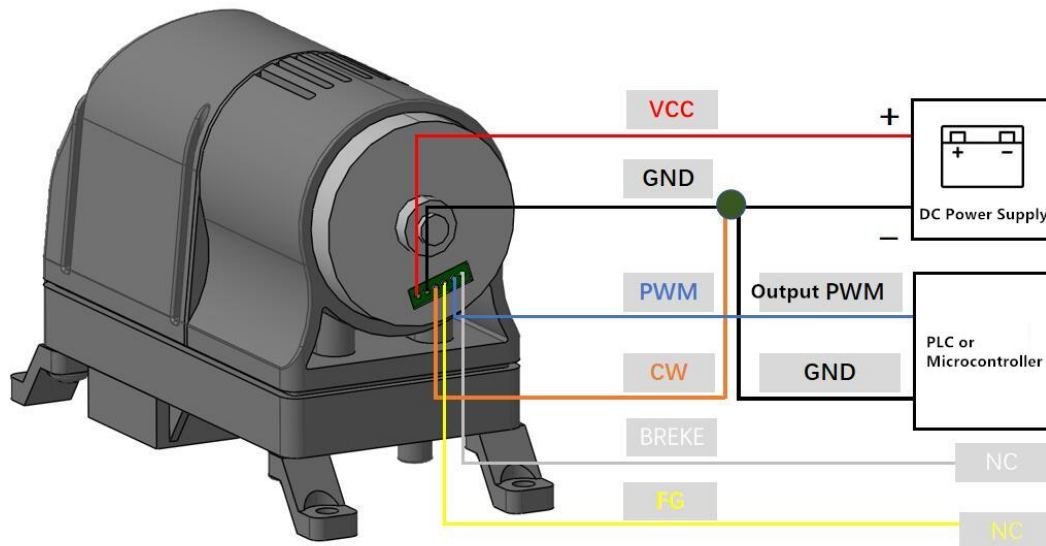 VCC
+
+ −
GND
DC Power Supply
−
PWM
Output PWM
PLC or
Microcontroller
CW
GND
BREKE
NC
FG
NC